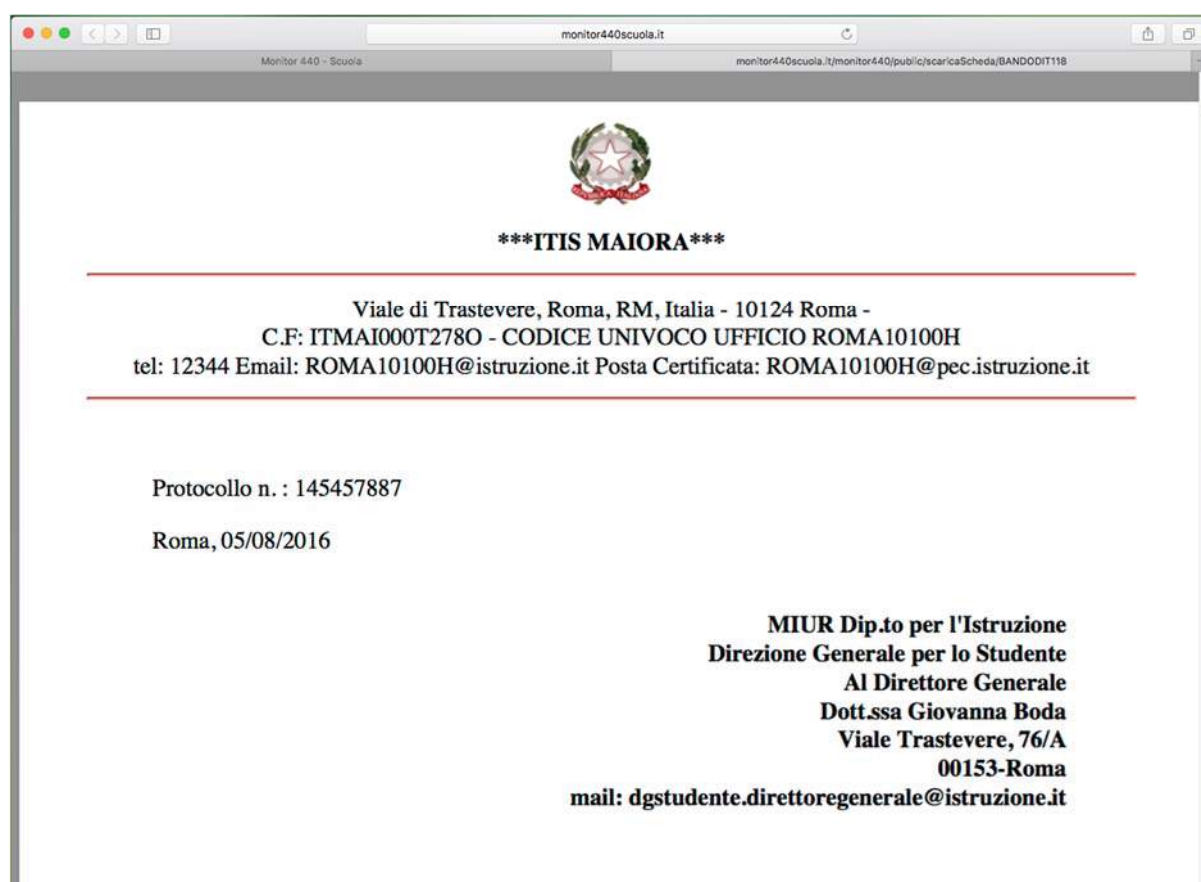 monitor440scuola.it
Monitor 440 - Scuola
monitor440scuola.it/monitor440/public/scaricaScheda/BANDODIT118
REPUBBLICA ITALIANA
***ITIS MAIORA***
Viale di Trastevere, Roma, RM, Italia - 10124 Roma -
C.F: ITMAI000T278O - CODICE UNIVOCO UFFICIO ROMA10100H
tel: 12344 Email: ROMA10100H@istruzione.it Posta Certificata: ROMA10100H@pec.istruzione.it
Protocollo n. : 145457887
Roma, 05/08/2016
MIUR Dip.to per l'Istruzione
Direzione Generale per lo Studente
Al Direttore Generale
Dott.ssa Giovanna Boda
Viale Trastevere, 76/A
00153-Roma
mail: dgstudente.direttoregenerale@istruzione.it